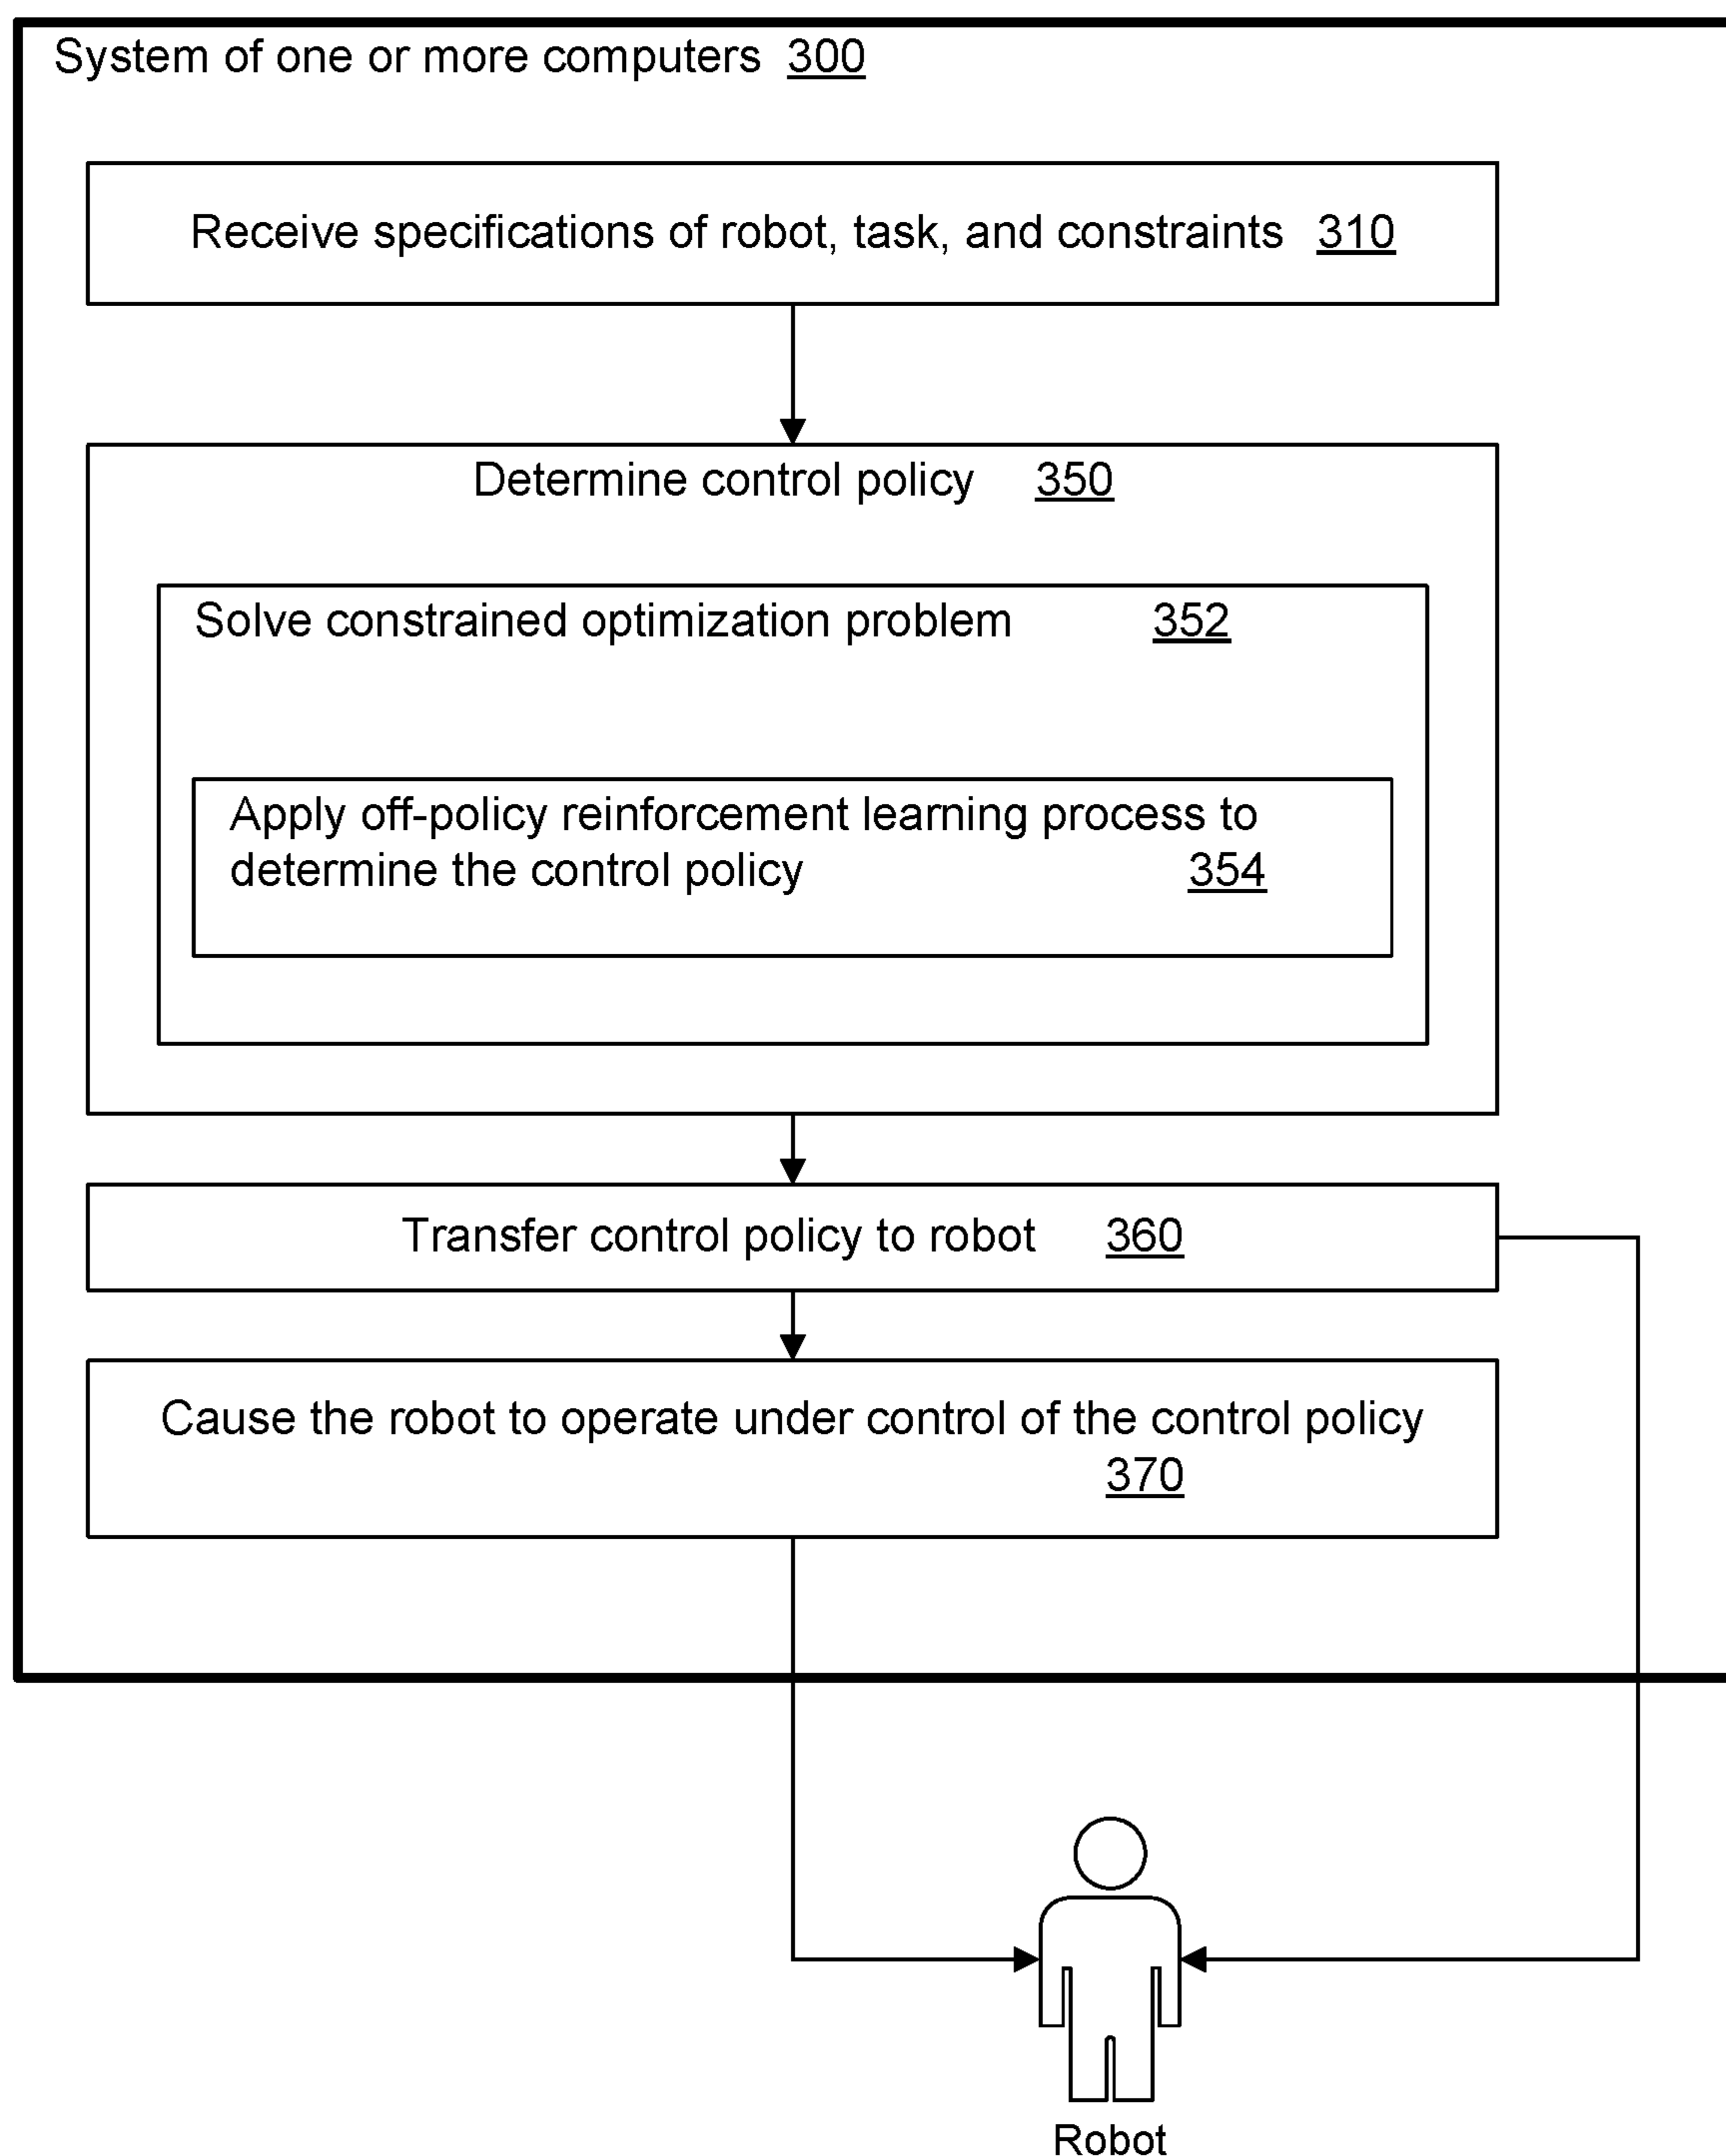 System of one or more computers 300
Receive specifications of robot, task, and constraints 310
Determine control policy 350
Solve constrained optimization problem 352
Apply off-policy reinforcement learning process to
determine the control policy 354
Transfer control policy to robot 360
Cause the robot to operate under control of the control policy
370
Robot